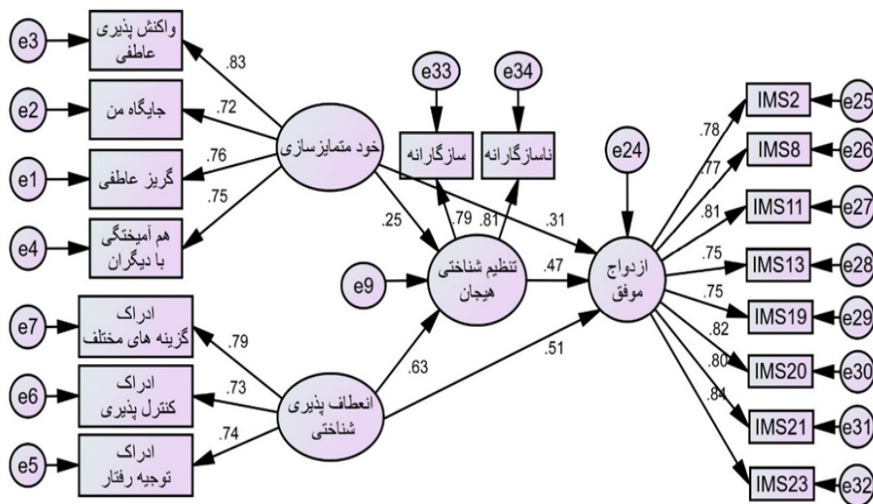 e3
واکنش پذیری
عاطفی
.83
e2
جایگاه من
.72
e1
گریز عاطفی
.76
e4
هم آمیختگی
با دیگران
.75
خود متمایزسازی
e33
e34
سازگارانه
ناسازگارانه
.79
.81
.25
.31
e9
تنظیم شناختی
هیجان
.47
.63
.51
e24
ازدواج
موفق
e7
ادراک
گزینه های مختلف
.79
e6
ادراک
کنترل پذیری
.73
e5
ادراک
توجیه رفتار
.74
انعطاف پذیری
شناختی
.78
IMS2
e25
.77
IMS8
e26
.81
IMS11
e27
.75
IMS13
e28
.75
IMS19
e29
.82
IMS20
e30
.80
IMS21
e31
.84
IMS23
e32